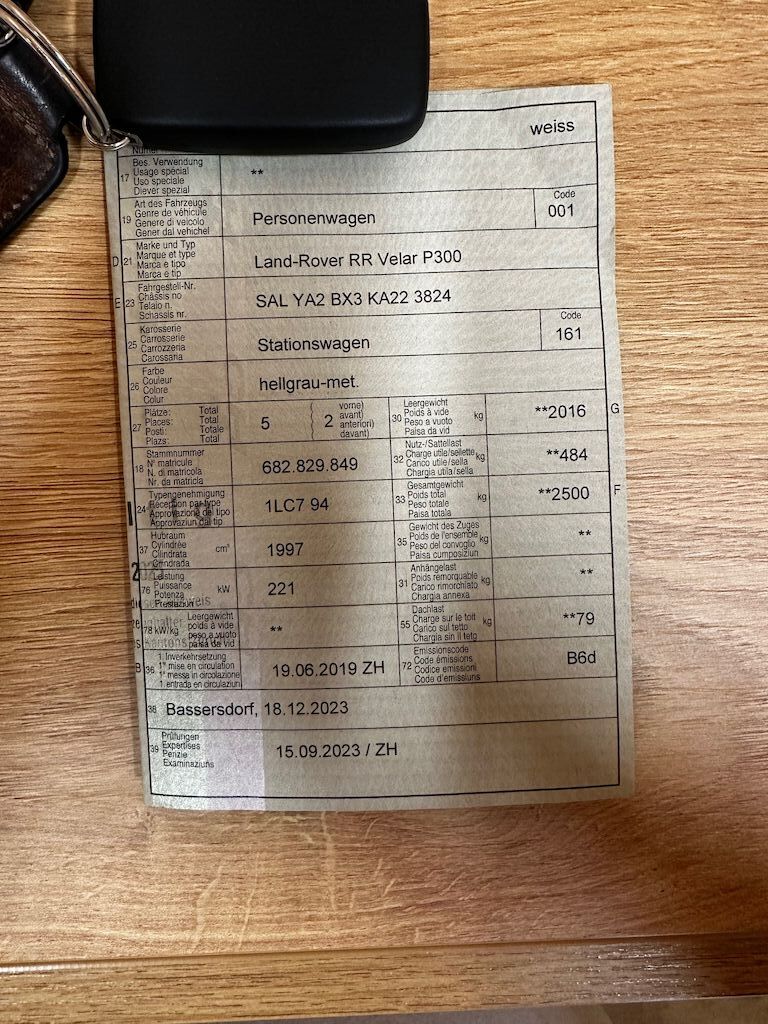 weiss
17
Bes. Verwendung
Usage spécial
Uso speciale
Diever spezial
**
19
Art des Fahrzeugs
Genre de véhicule
Genere di veicolo
Gener dal vehichel
Personenwagen
Code
001
D 21
Marke und Typ
Marque et type
Marca e tipo
Marca e tip
Land-Rover RR Velar P300
E 23
Fahrgestell-Nr.
Châssis no
Telaio n.
Schassis nr.
SAL YA2 BX3 KA22 3824
25
Karosserie
Carrosserie
Carrozzeria
Carossaria
Stationswagen
Code
161
26
Farbe
Couleur
Colore
Colur
hellgrau-met.
27
Plätze: Total
Places: Total
Posti: Totale
Plazs: Total
5
2
vorne)
avant)
anteriori)
davant)
30
Leergewicht
Poids à vide
Peso a vuoto
Paisa da vid
kg
**2016
G
18
Stammnummer
N° matricule
N. di matricola
Nr. da matricla
682.829.849
32
Nutz-/Sattellast
Charge utile/sellette
Carico utile/sella
Chargia utila/sella
kg
**484
24
Typengenehmigung
Réception par type
Approvazione del tipo
Approvaziun dal tip
1LC7 94
33
Gesamtgewicht
Poids total
Peso totale
Paisa totala
kg
**2500
F
37
Hubraum
Cylindrée
Cilindrata
Cilindrada
cm³
1997
35
Gewicht des Zuges
Poids de l'ensemble
Peso del convoglio
Paisa cumposiziun
kg
**
76
Leistung
Puissance
Potenza
Prestaziun
kW
221
31
Anhängelast
Poids remorquable
Carico rimorchiato
Chargia annexa
kg
**
78 kW/kg
Leergewicht
poids à vide
peso a vuoto
paisa da vid
**
55
Dachlast
Charge sur le toit
Carico sul tetto
Chargia sin il tetg
kg
**79
B 36
1. Inverkehrsetzung
1re mise en circulation
1a messa in circolazione
1. entrada en circulaziun
19.06.2019 ZH
72
Emissionscode
Code émissions
Codice emissioni
Code d'emissiuns
B6d
38
Bassersdorf, 18.12.2023
39
Prüfungen
Expertises
Perizie
Examinaziuns
15.09.2023 / ZH